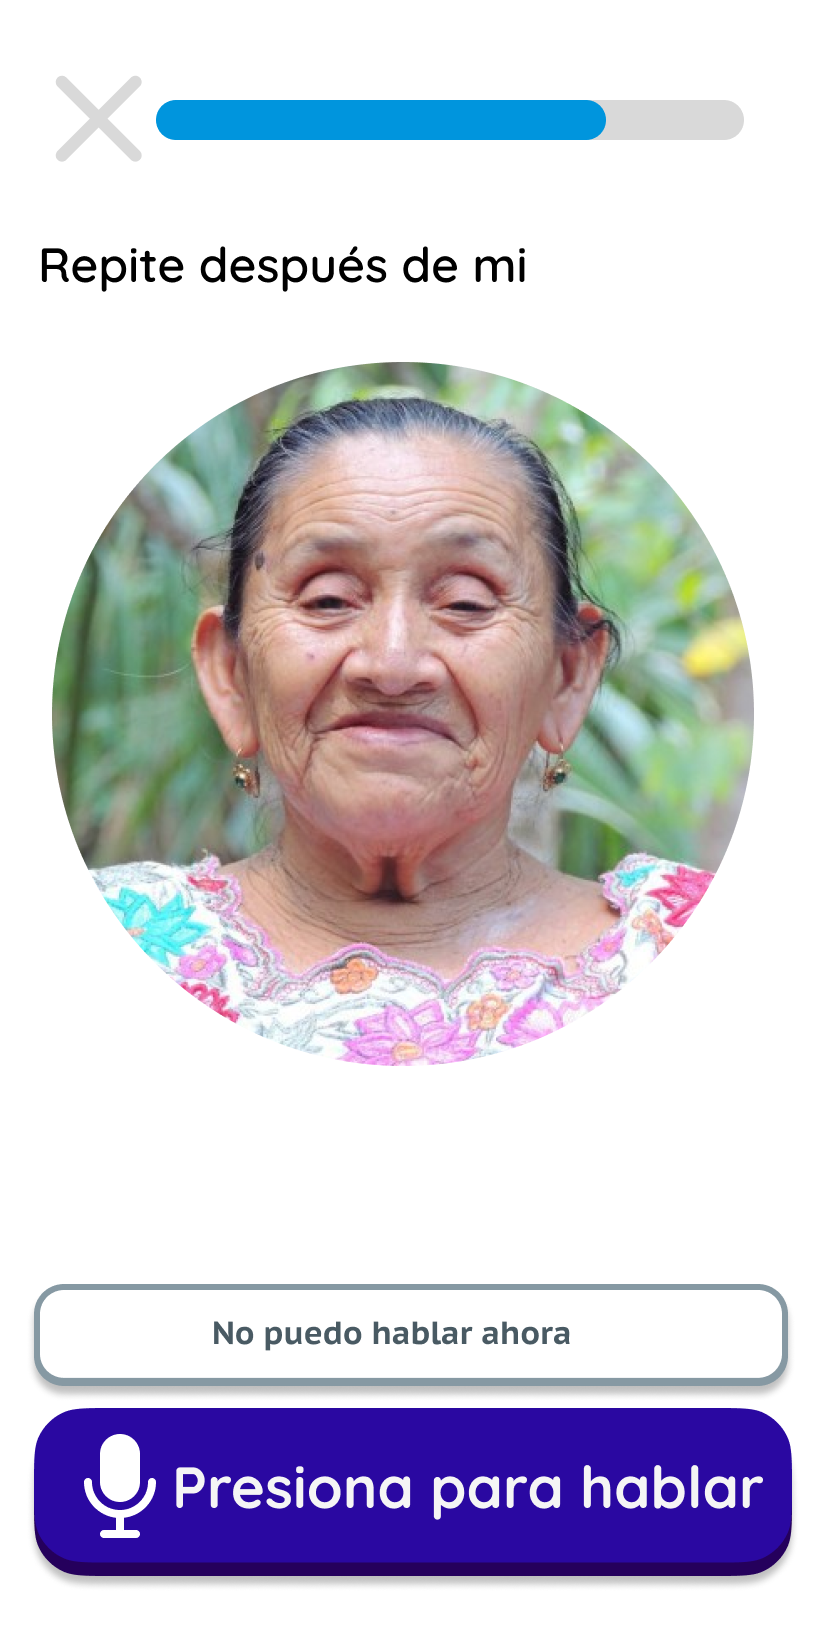 Repite después de mi
No puedo hablar ahora
Presiona para hablar